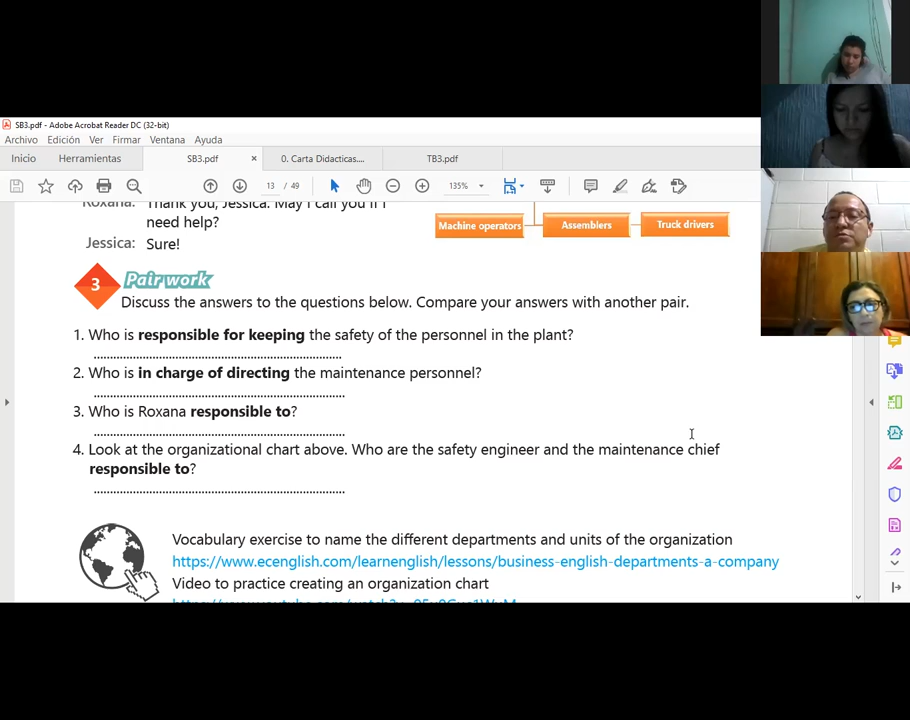 SB3.pdf - Adobe Acrobat Reader DC (32-bit)
Archivo Edición Ver Firmar Ventana Ayuda
Inicio Herramientas SB3.pdf × 0. Carta Didacticas.... TB3.pdf
13 / 49 135%
Roxana: Thank you, Jessica. May I call you if I
need help?
Jessica: Sure!
Machine operators Assemblers Truck drivers
3 Pair work
Discuss the answers to the questions below. Compare your answers with another pair.
1. Who is responsible for keeping the safety of the personnel in the plant?
2. Who is in charge of directing the maintenance personnel?
3. Who is Roxana responsible to?
4. Look at the organizational chart above. Who are the safety engineer and the maintenance chief
responsible to?
Vocabulary exercise to name the different departments and units of the organization
https://www.ecenglish.com/learnenglish/lessons/business-english-departments-a-company
Video to practice creating an organization chart